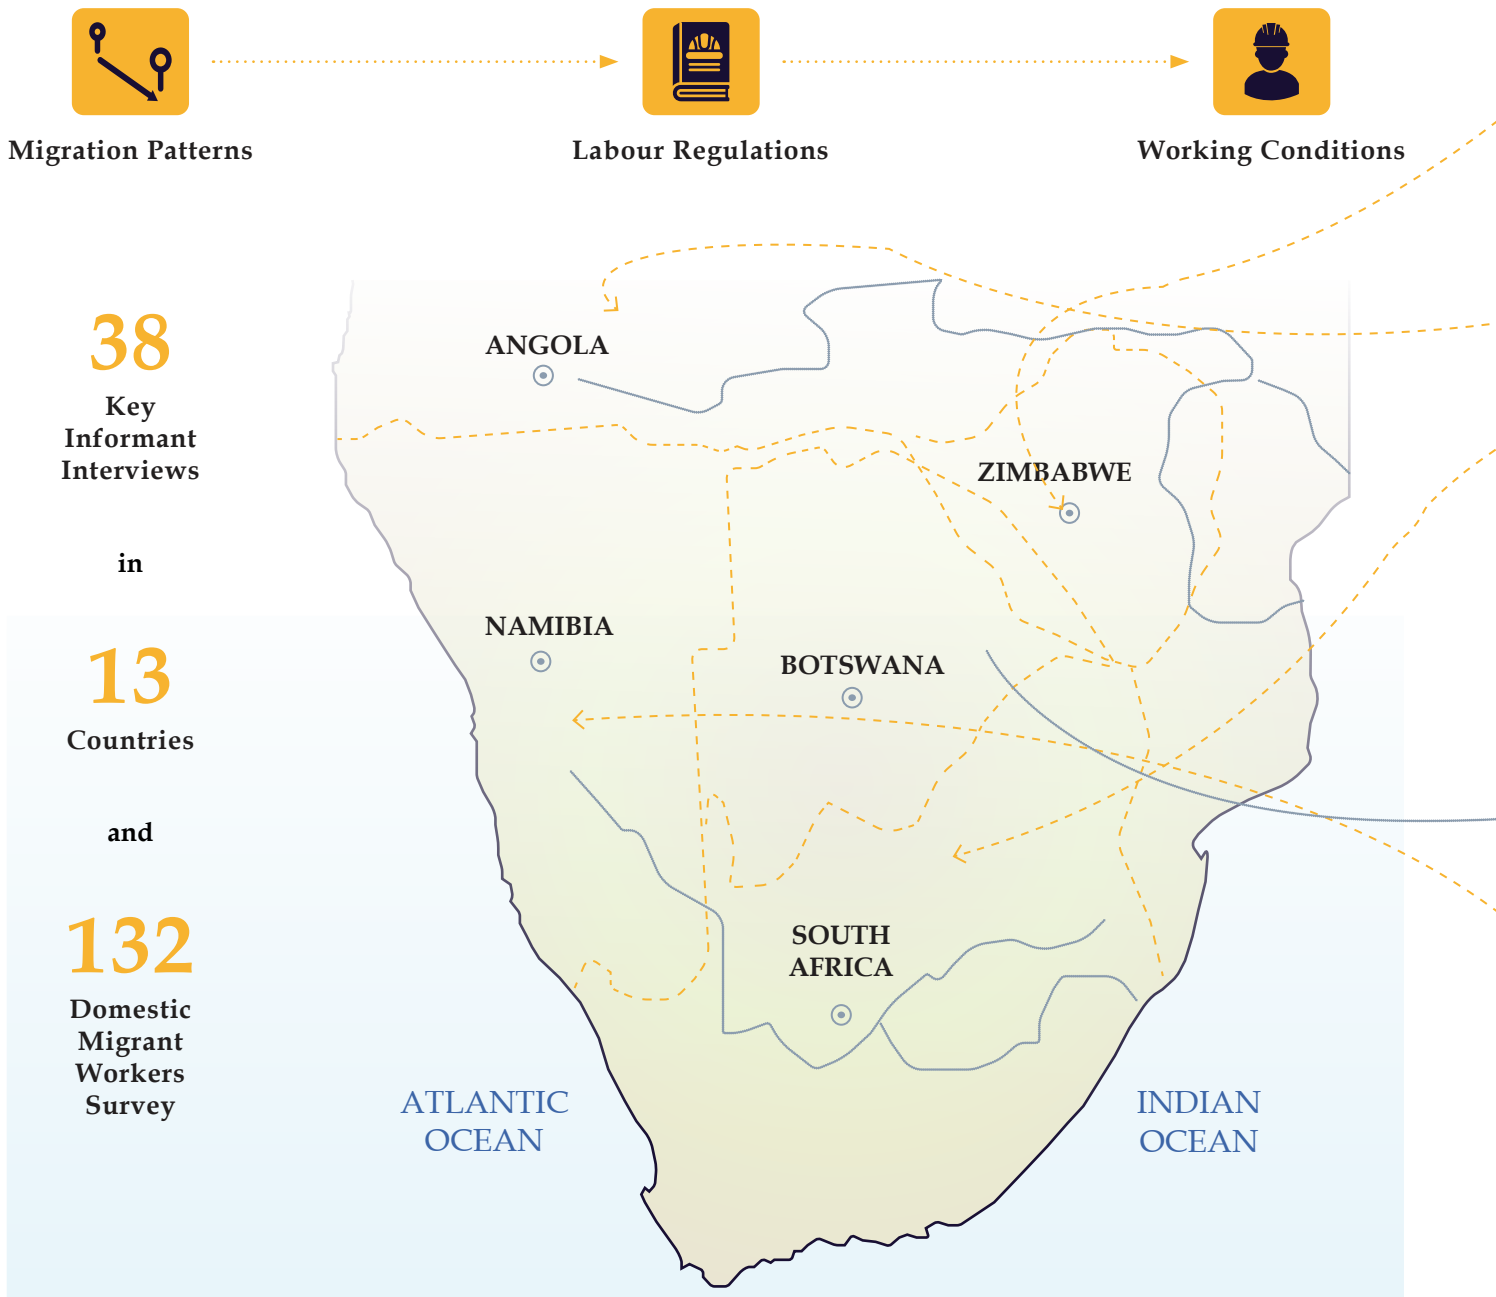 Migration Patterns
Labour Regulations
Working Conditions
38
Key
Informant
Interviews
in
13
Countries
and
132
Domestic
Migrant
Workers
Survey
ANGOLA
ZIMBABWE
NAMIBIA
BOTSWANA
SOUTH
AFRICA
ATLANTIC
OCEAN
INDIAN
OCEAN